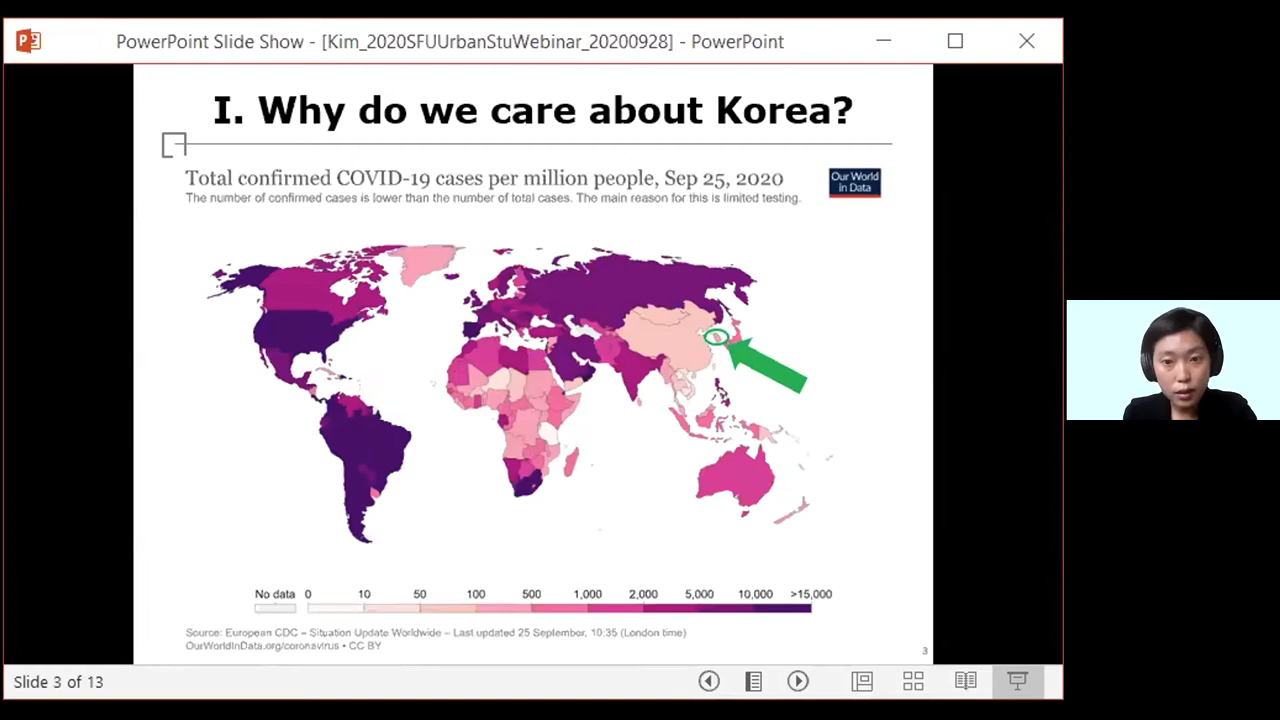 PowerPoint Slide Show - [Kim_2020SFUUrbanStuWebinar_20200928] - PowerPoint
I. Why do we care about Korea?
Total confirmed COVID-19 cases per million people, Sep 25, 2020
The number of confirmed cases is lower than the number of total cases. The main reason for this is limited testing.
Our World
in Data
No data 0 10 50 100 500 1,000 2,000 5,000 10,000 >15,000
Source: European CDC – Situation Update Worldwide – Last updated 25 September, 10:35 (London time)
OurWorldInData.org/coronavirus • CC BY
3
Slide 3 of 13